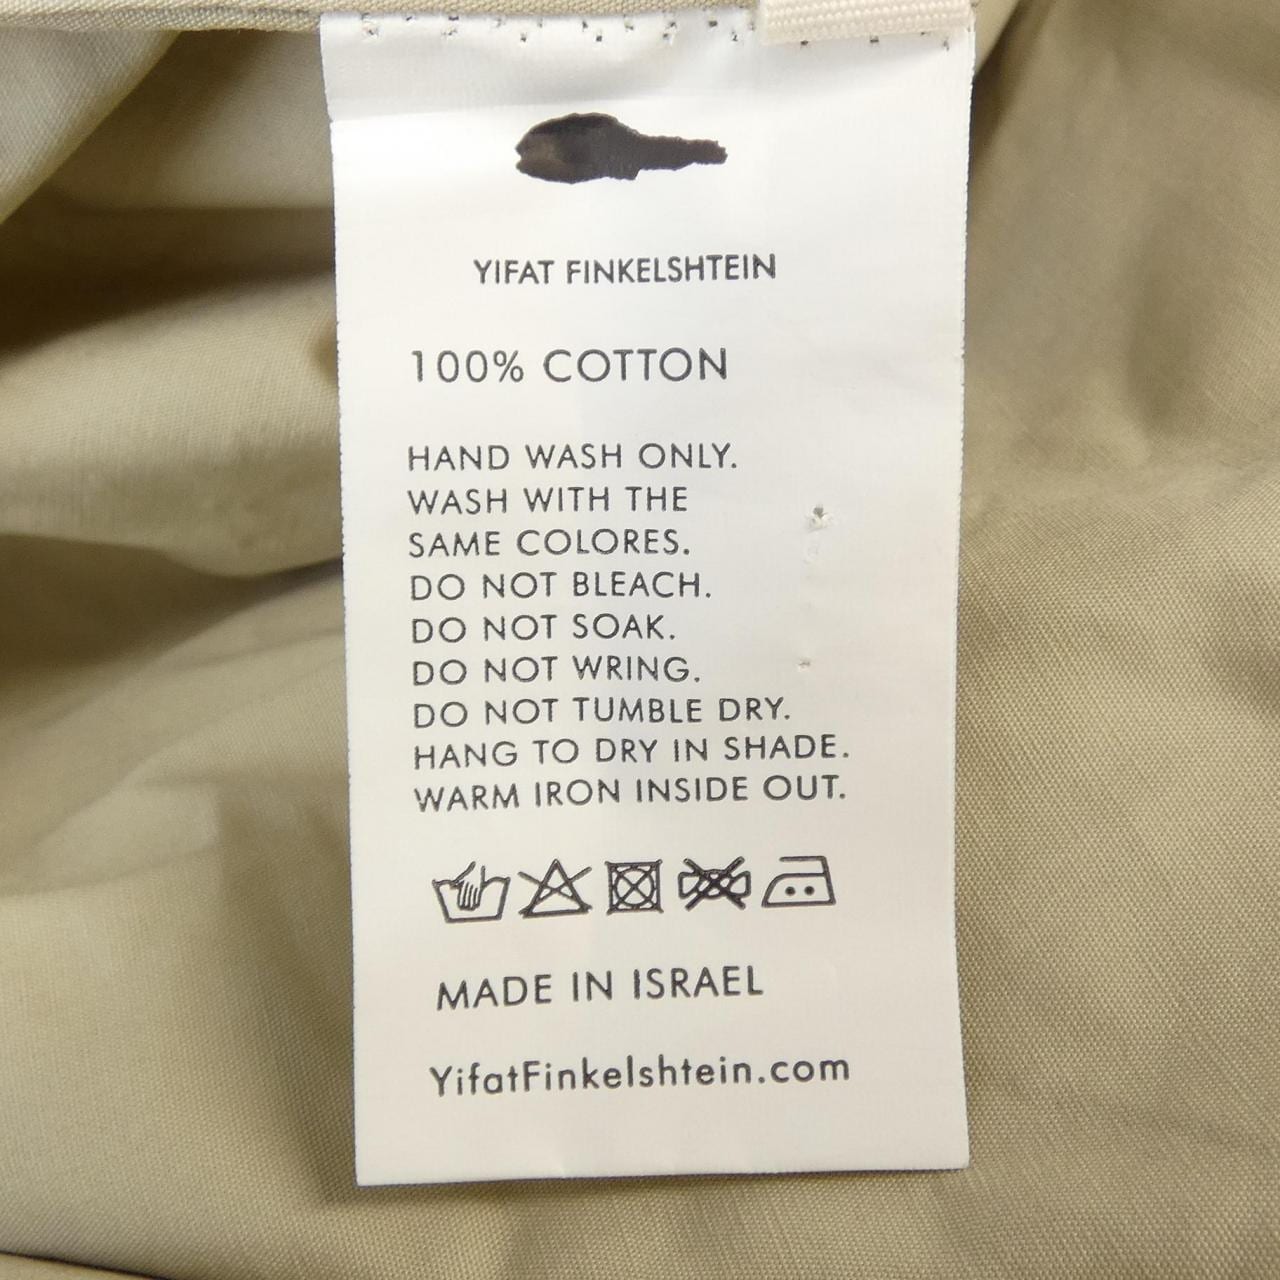 YIFAT FINKELSHTEIN
100% COTTON
HAND WASH ONLY.
WASH WITH THE
SAME COLORES.
DO NOT BLEACH.
DO NOT SOAK.
DO NOT WRING.
DO NOT TUMBLE DRY.
HANG TO DRY IN SHADE.
WARM IRON INSIDE OUT.
MADE IN ISRAEL
YifatFinkelshtein.com